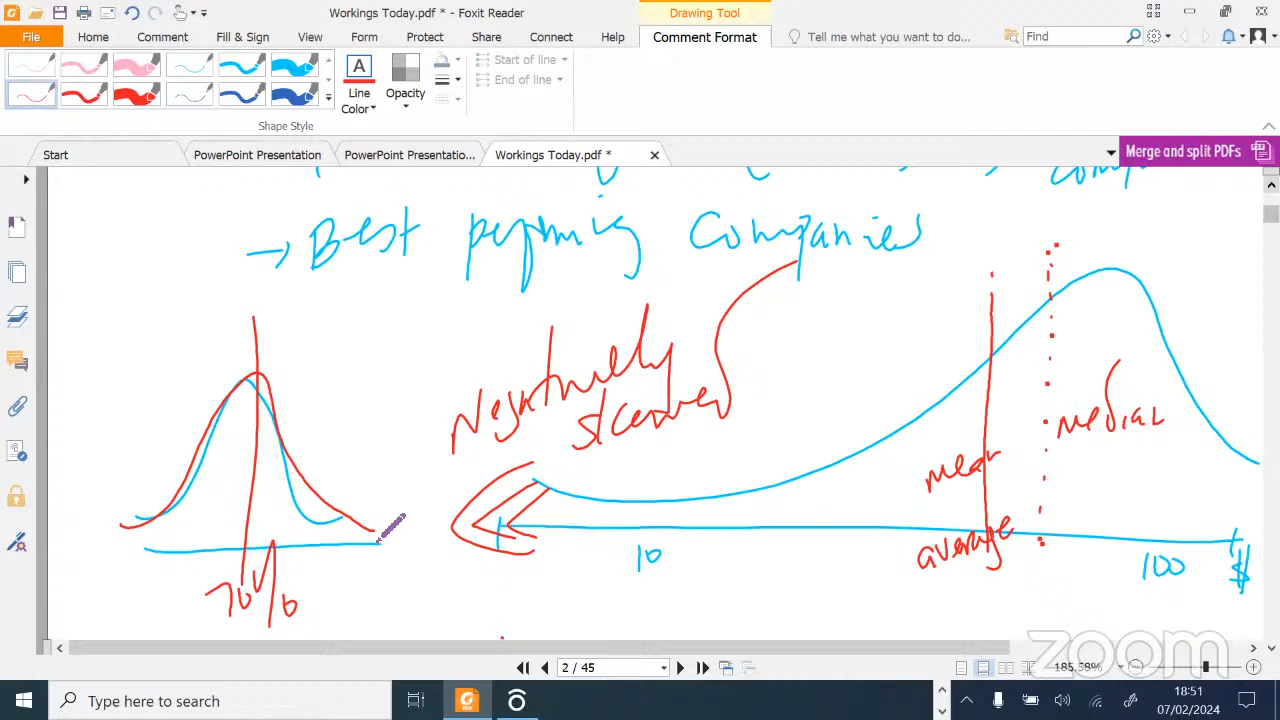 Workings Today.pdf * - Foxit Reader
Drawing Tool
File
Home
Comment
Fill & Sign
View
Form
Protect
Share
Connect
Help
Comment Format
Tell me what you want to do...
Find
Line
Color
Opacity
Start of line
End of line
Shape Style
Start
PowerPoint Presentation
PowerPoint Presentatio...
Workings Today.pdf *
Merge and split PDFs
→ Best performing Companies
Negatively
skewed
median
mean
average
70%
10
100
$
zoom
2 / 45
185.58%
Type here to search
18:51
07/02/2024